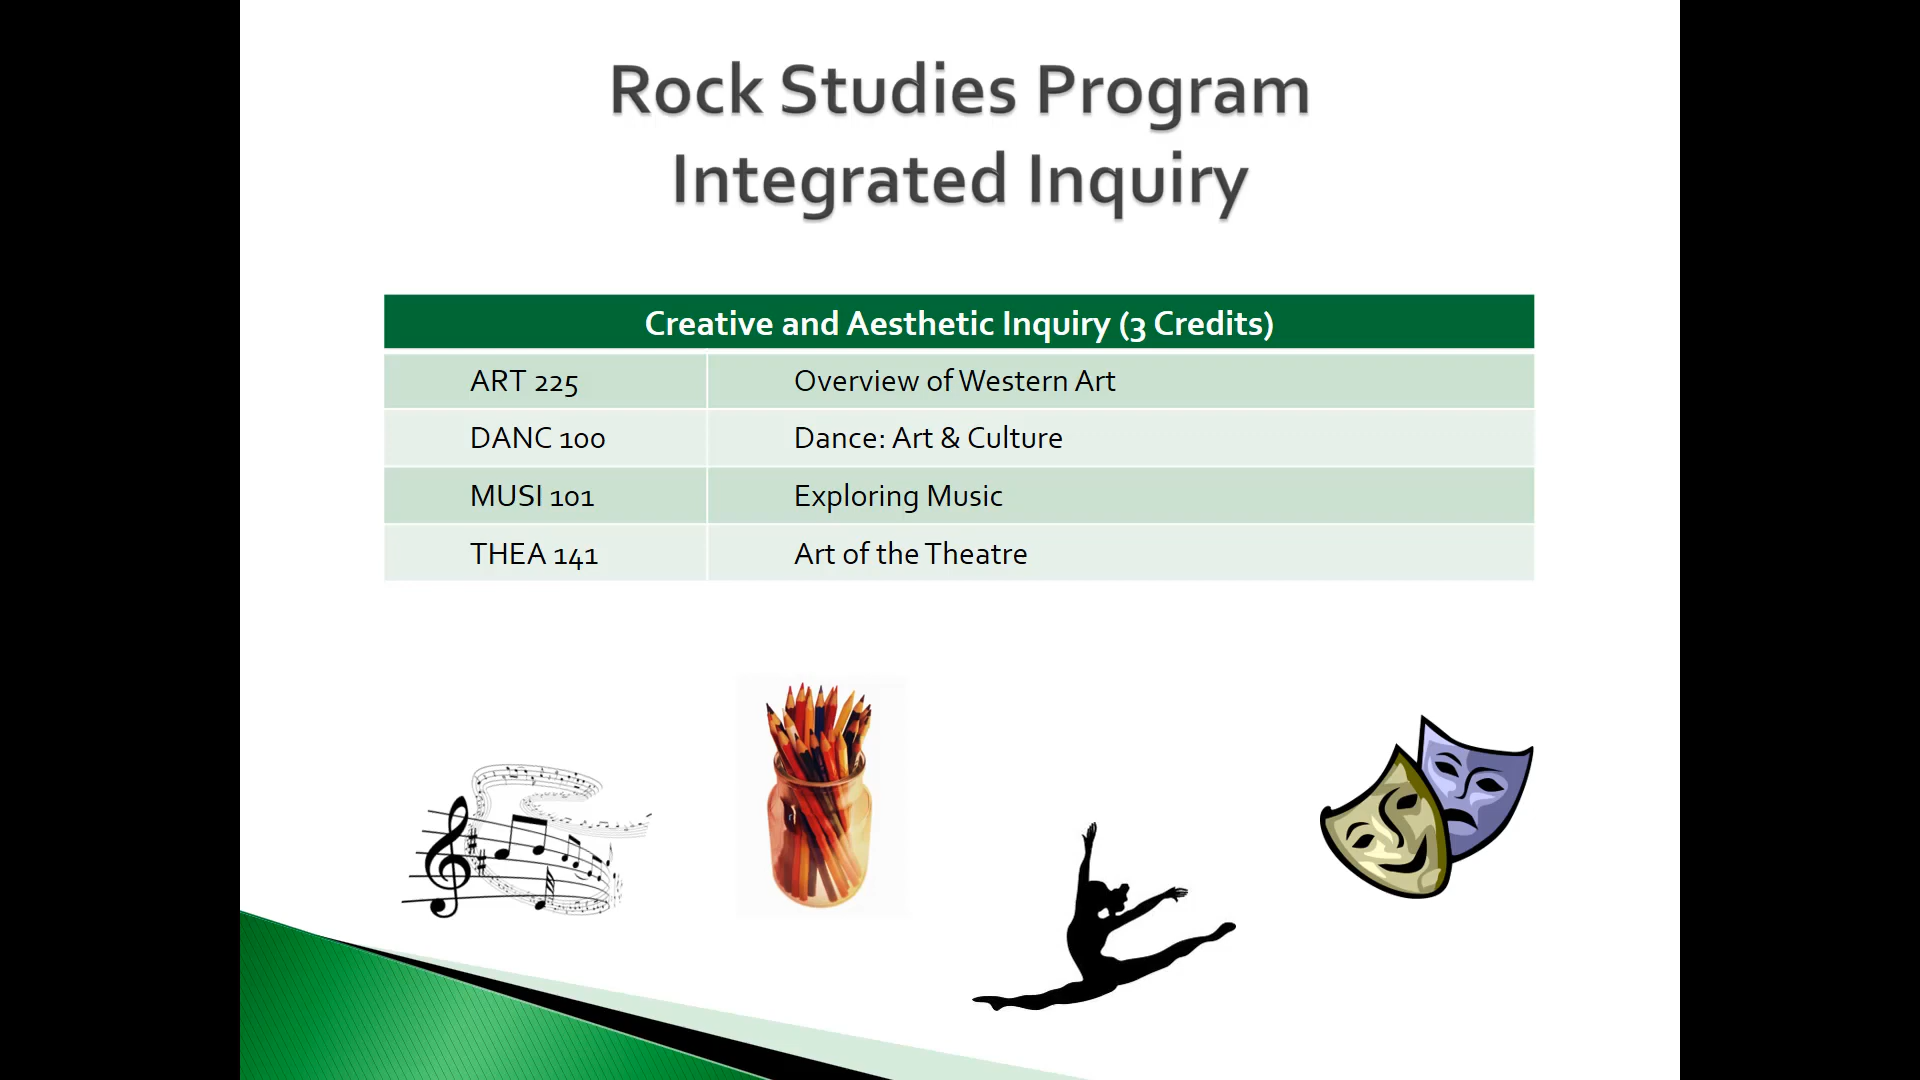 Rock Studies Program
Integrated Inquiry
Creative and Aesthetic Inquiry (3 Credits)
ART 225 Overview of Western Art
DANC 100 Dance: Art & Culture
MUSI 101 Exploring Music
THEA 141 Art of the Theatre